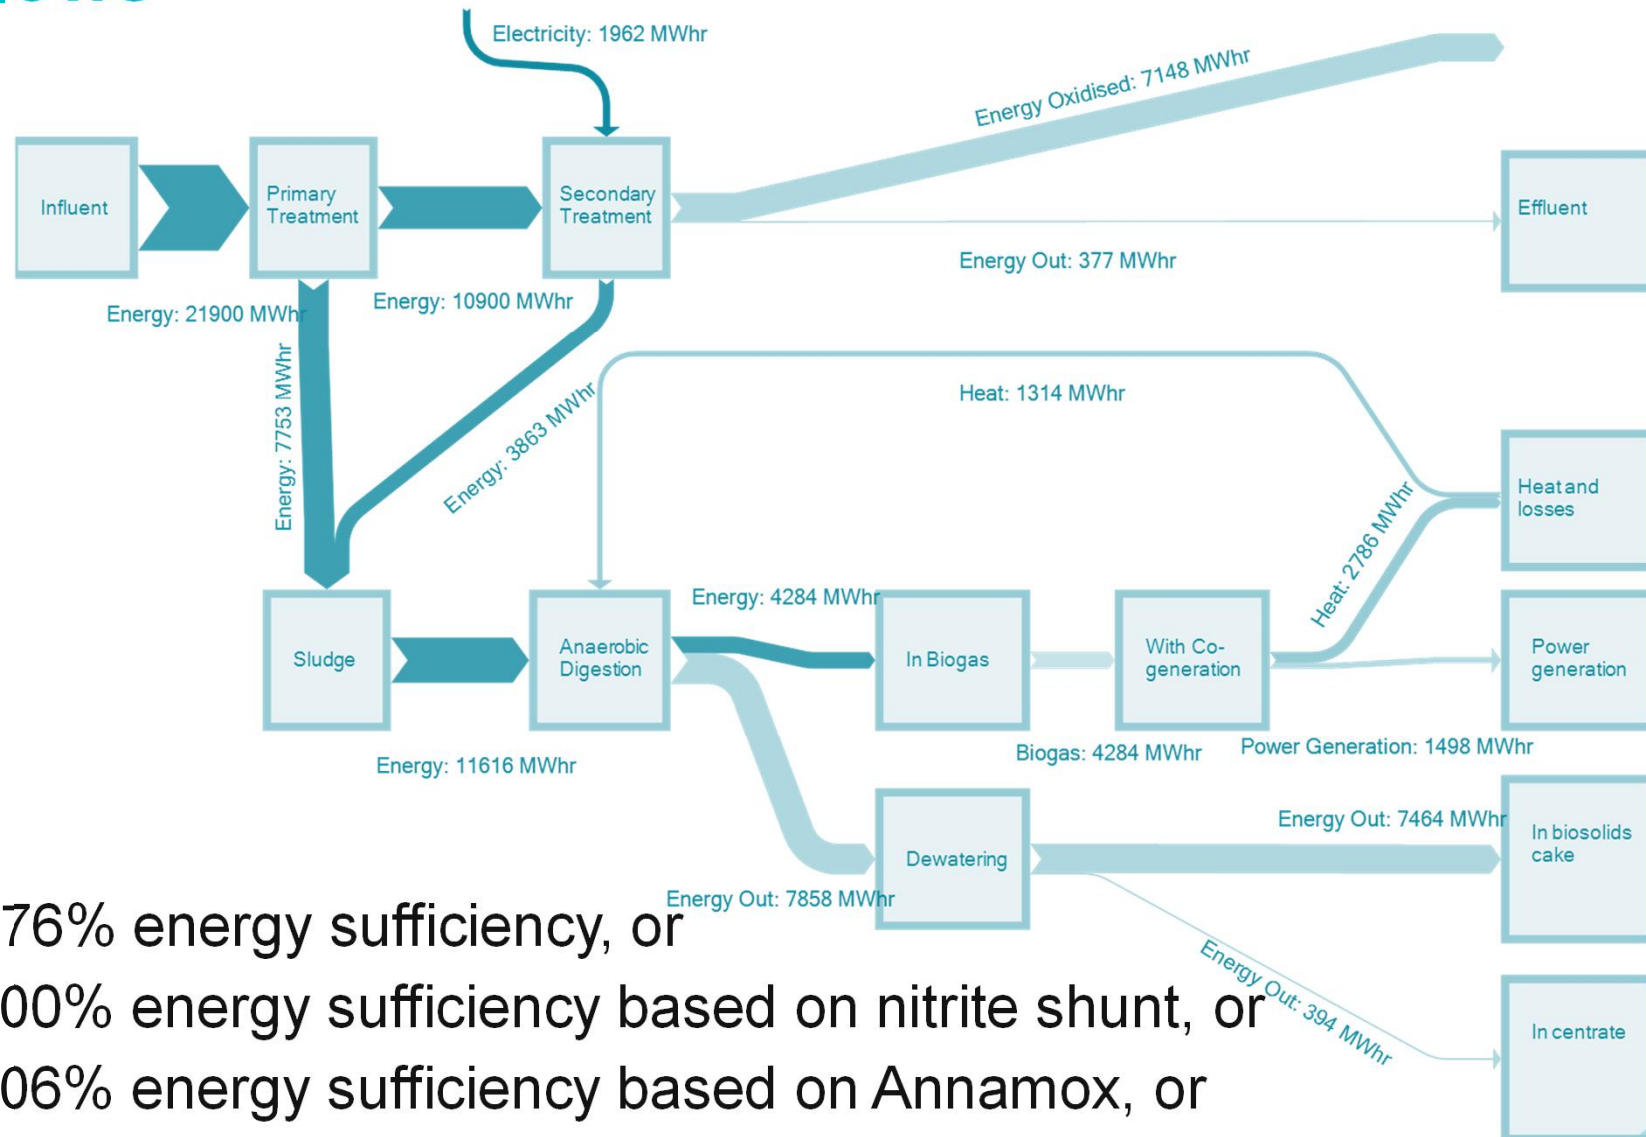 Electricity: 1962 MWhr
Energy Oxidised: 7148 MWhr
Influent
Primary
Treatment
Secondary
Treatment
Effluent
Energy Out: 377 MWhr
Energy: 21900 MWhr
Energy: 10900 MWhr
Energy: 7753 MWhr
Energy: 3863 MWhr
Heat: 1314 MWhr
Heat and
losses
Heat: 2786 MWhr
Energy: 4284 MWhr
Sludge
Anaerobic
Digestion
In Biogas
With Co-
generation
Power
generation
Energy: 11616 MWhr
Biogas: 4284 MWhr
Power Generation: 1498 MWhr
Energy Out: 7464 MWhr
In biosolids
cake
Dewatering
Energy Out: 7858 MWhr
Energy Out: 394 MWhr
In centrate
76% energy sufficiency, or
00% energy sufficiency based on nitrite shunt, or
06% energy sufficiency based on Annamox, or